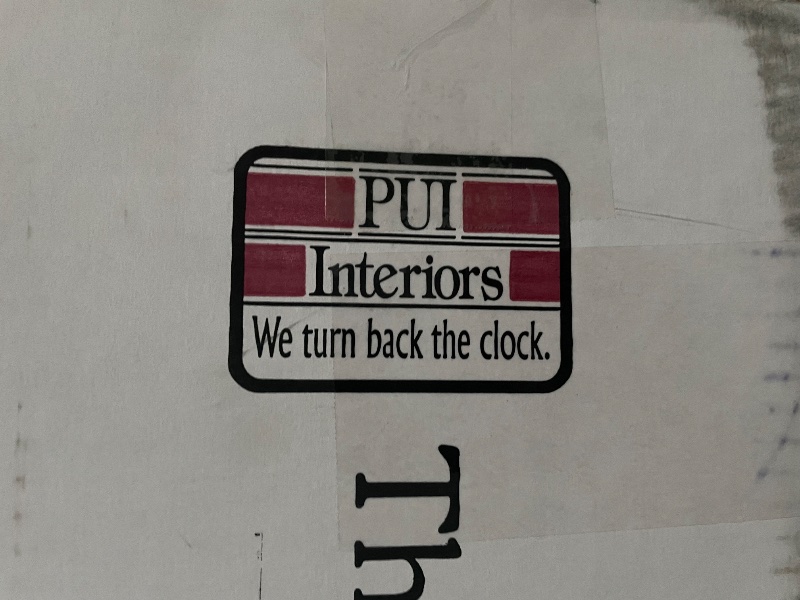 PUI
Interiors
We turn back the clock.
Th